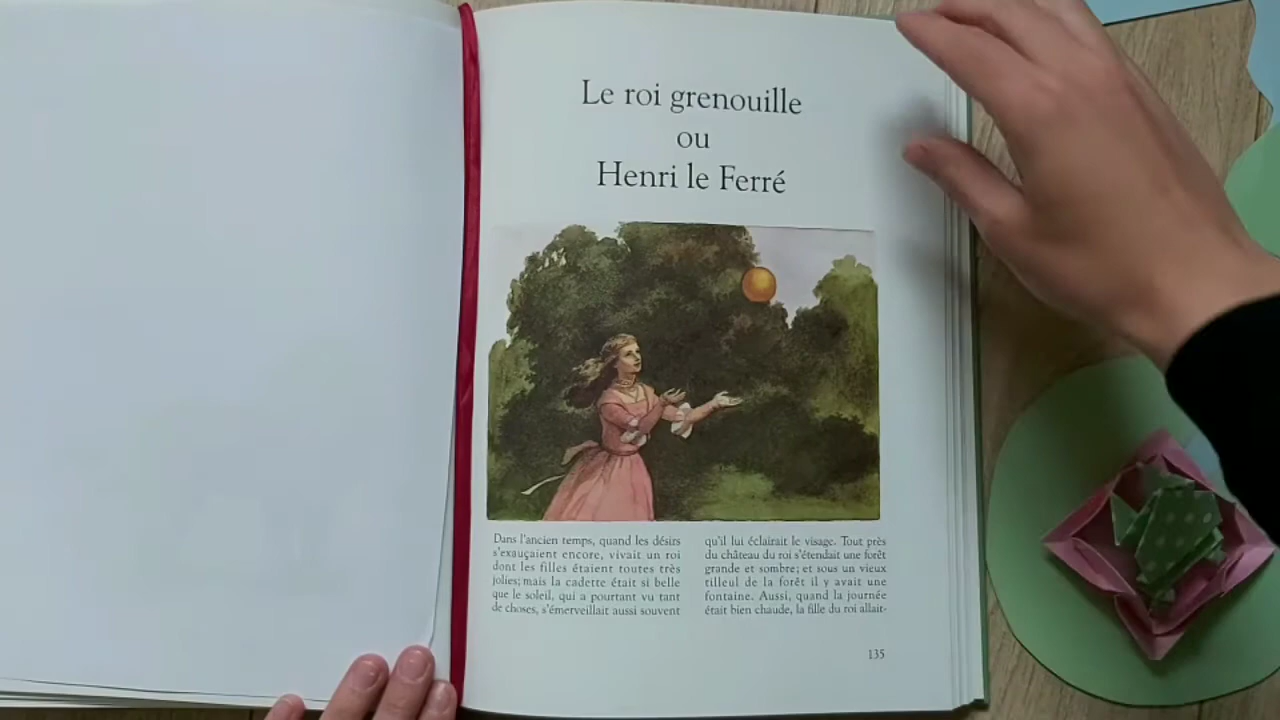 Le roi grenouille
ou
Henri le Ferré
Dans l'ancien temps, quand les désirs
s'exauçaient encore, vivait un roi
dont les filles étaient toutes très
jolies; mais la cadette était si belle
que le soleil, qui a pourtant vu tant
de choses, s'émerveillait aussi souvent
qu'il lui éclairait le visage. Tout près
du château du roi s'étendait une forêt
grande et sombre; et sous un vieux
tilleul de la forêt il y avait une
fontaine. Aussi, quand la journée
était bien chaude, la fille du roi allait-
135